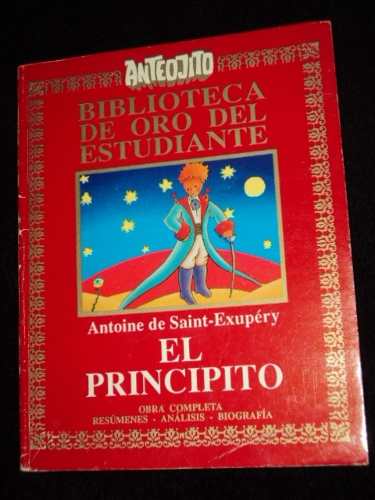 ANTEOJITO
BIBLIOTECA
DE ORO DEL
ESTUDIANTE
Antoine de Saint-Exupéry
EL
PRINCIPITO
OBRA COMPLETA
RESÚMENES - ANÁLISIS - BIOGRAFÍA